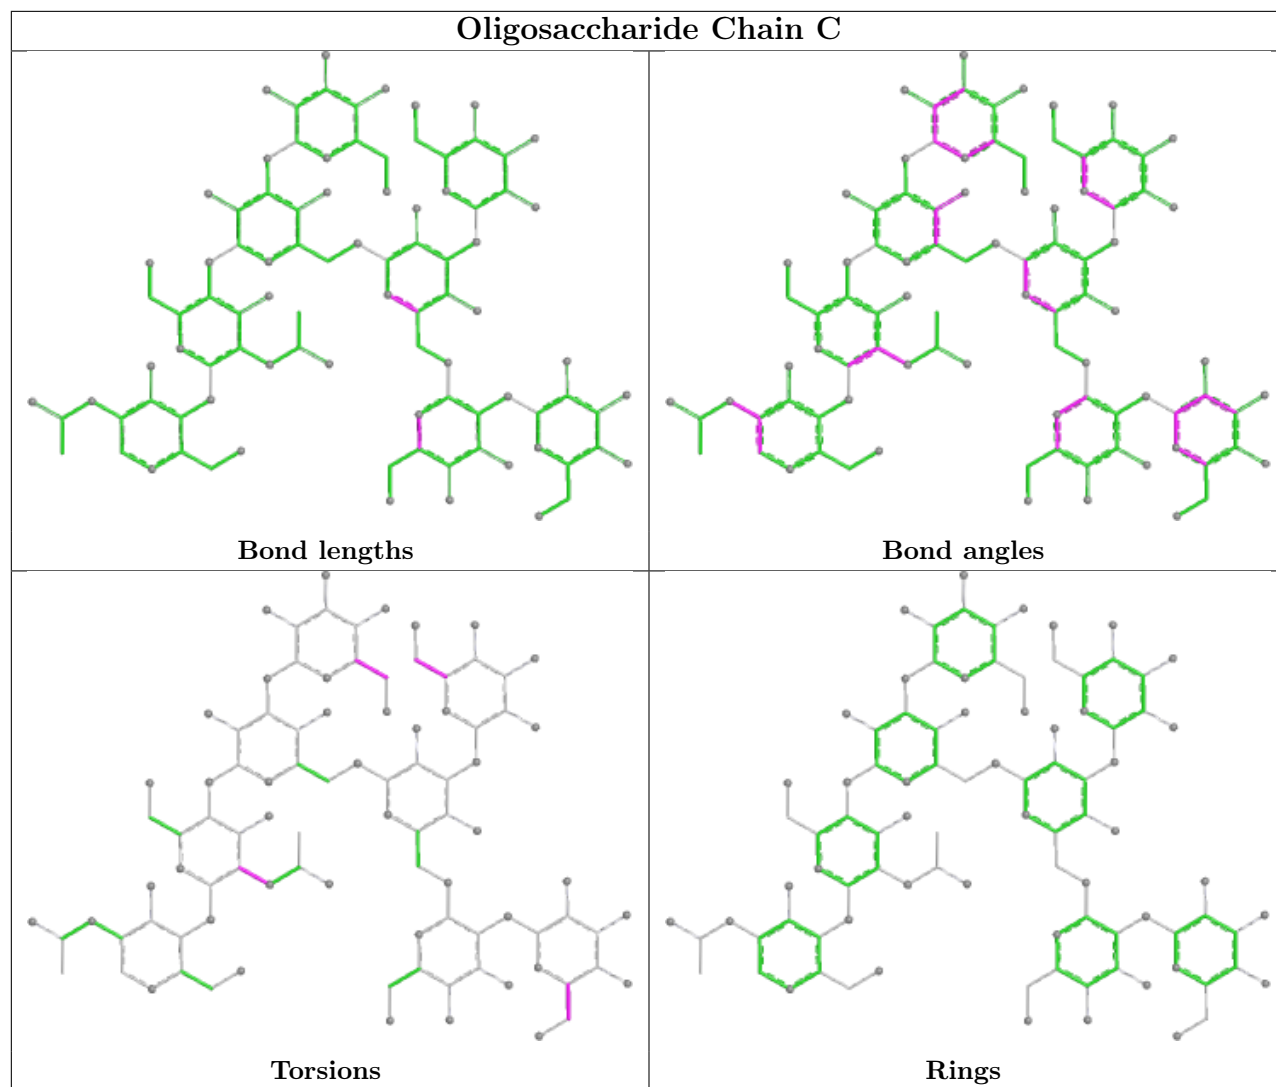 Oligosaccharide Chain C
Bond lengths
Bond angles
Torsions
Rings